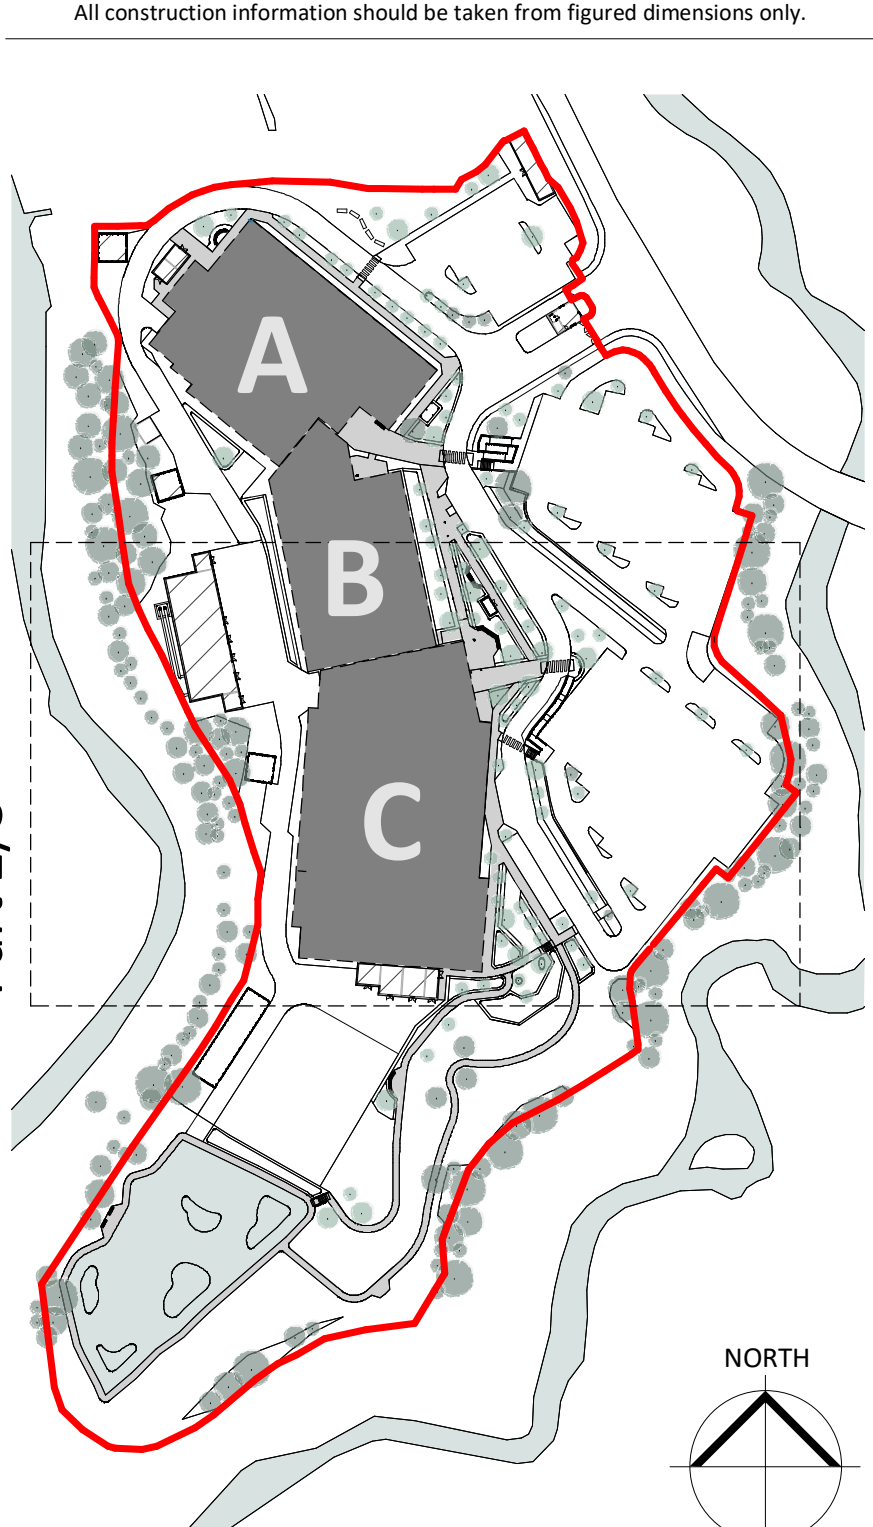 All construction information should be taken from figured dimensions only.
A
B
C
NORTH